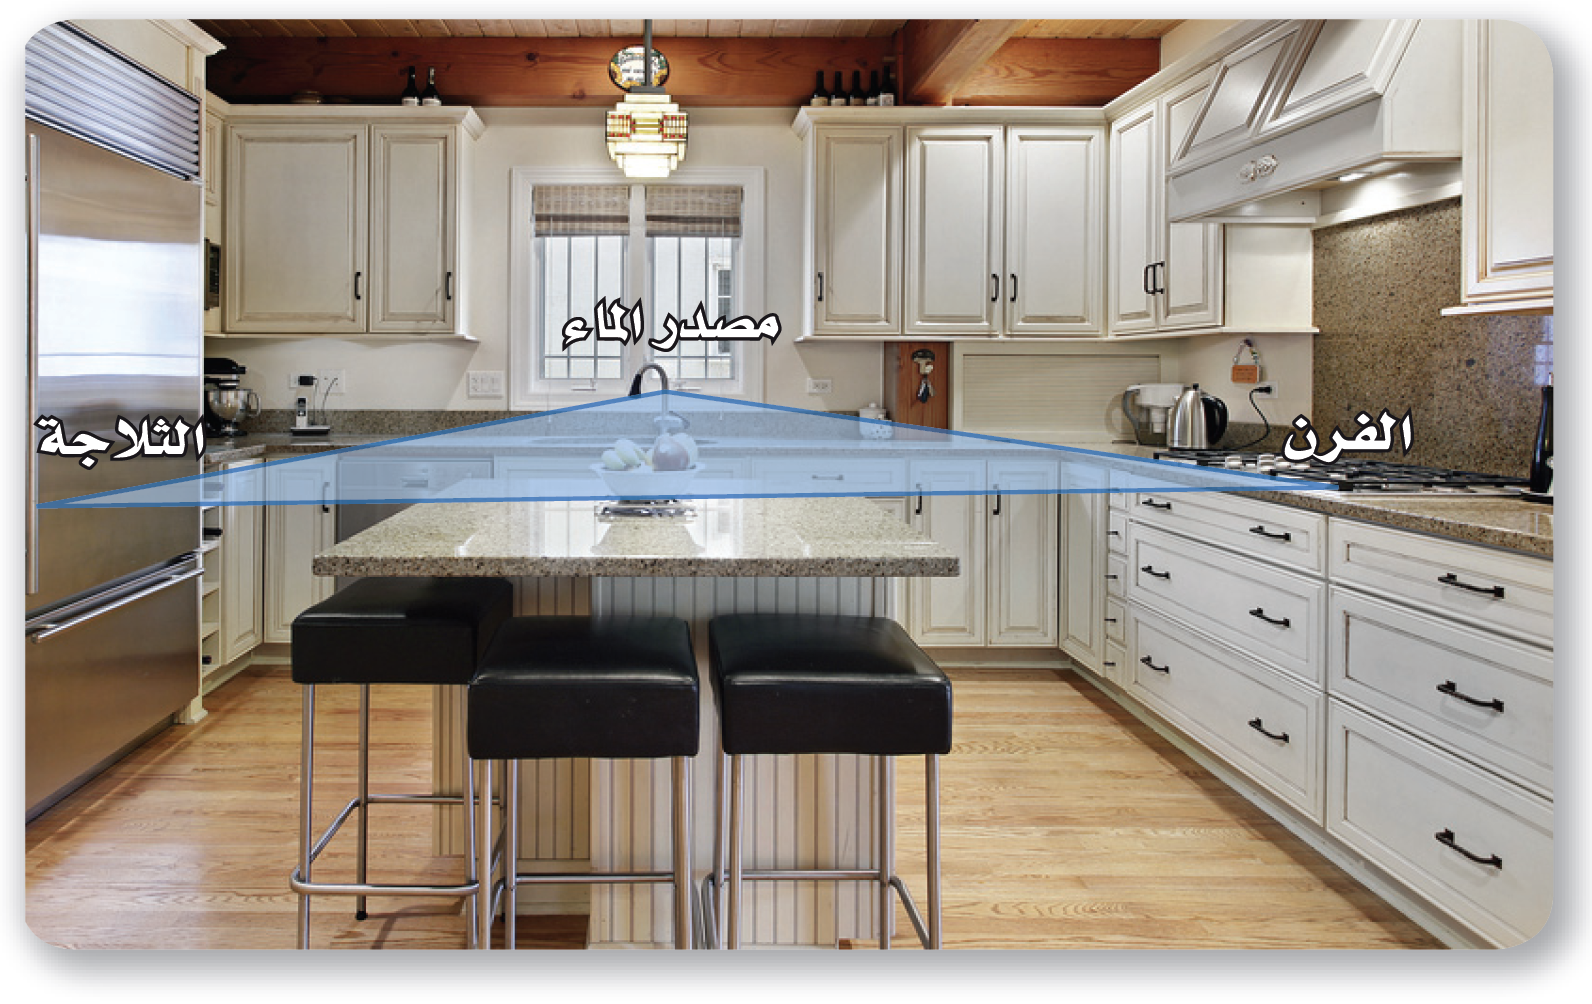 مصدر الماء
الفرن
الثلاجة